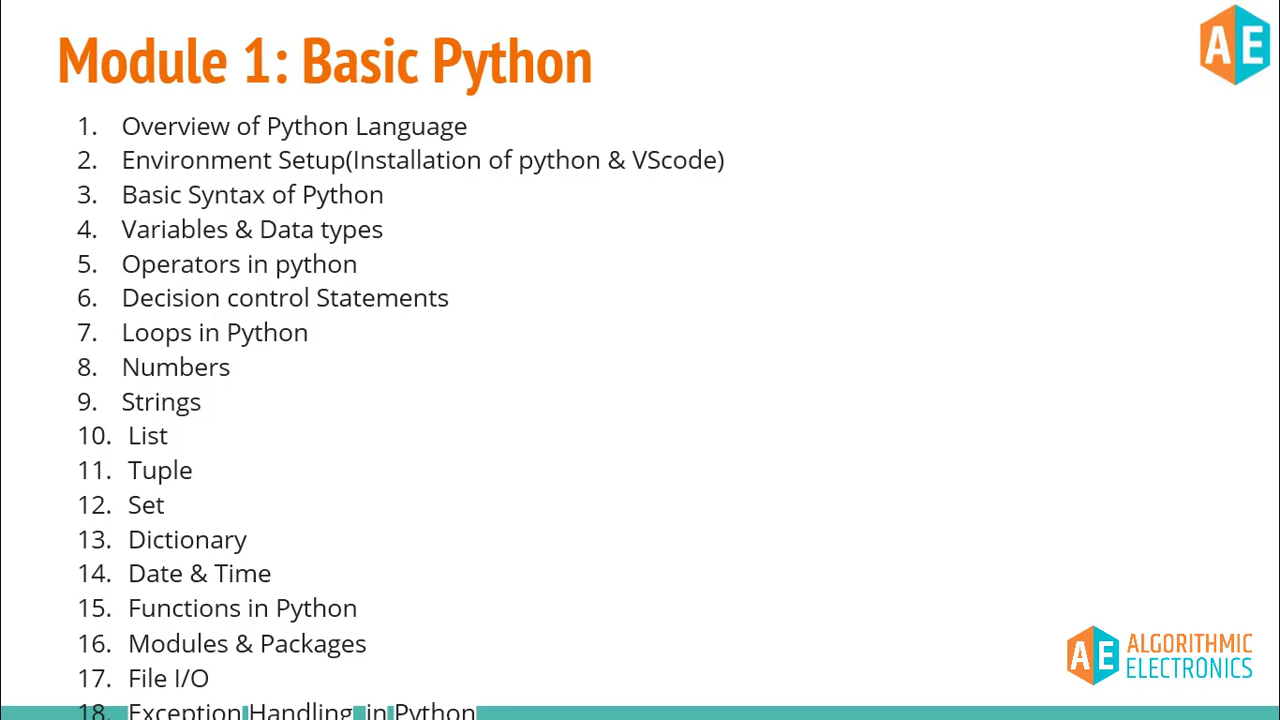 Module 1: Basic Python
AE
1. Overview of Python Language
2. Environment Setup(Installation of python & VScode)
3. Basic Syntax of Python
4. Variables & Data types
5. Operators in python
6. Decision control Statements
7. Loops in Python
8. Numbers
9. Strings
10. List
11. Tuple
12. Set
13. Dictionary
14. Date & Time
15. Functions in Python
16. Modules & Packages
17. File I/O
18. Exception Handling in Python
AE ALGORITHMIC
ELECTRONICS